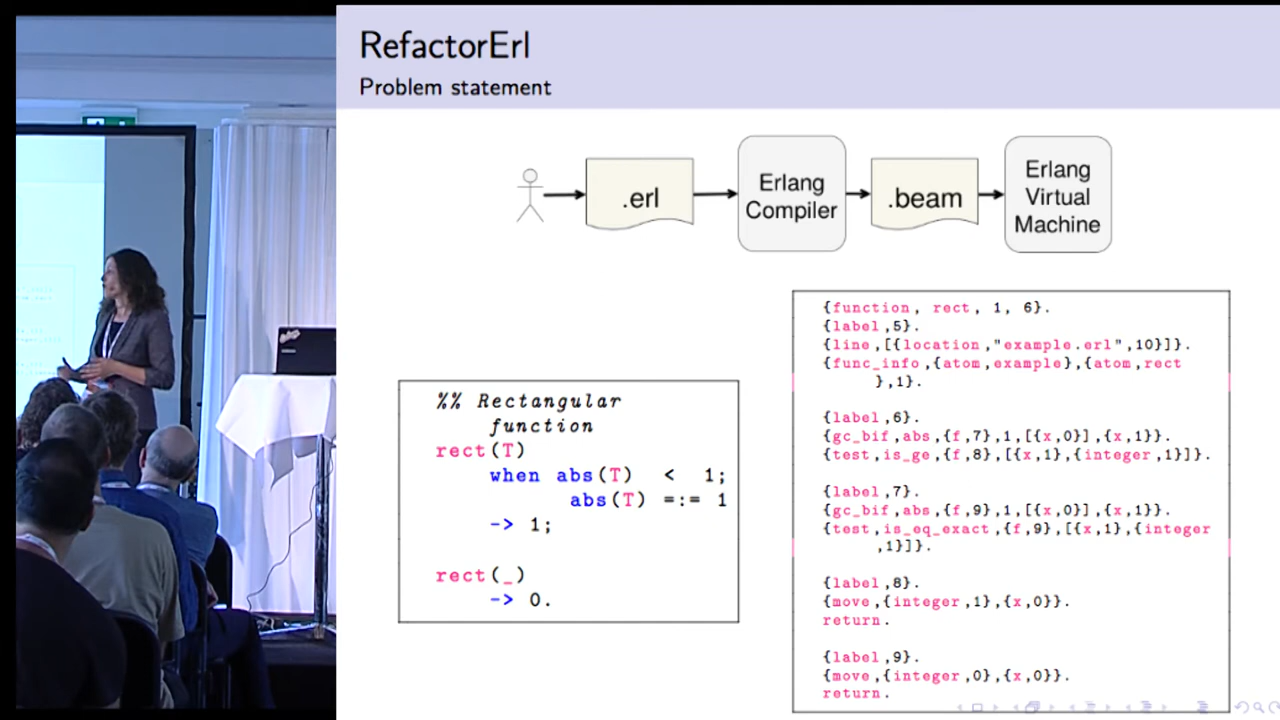 RefactorErl
Problem statement
.erl
Erlang
Compiler
.beam
Erlang
Virtual
Machine
%% Rectangular
function
rect(T)
when abs(T) < 1;
abs(T) =:= 1
-> 1;
rect(_)
-> 0.
{function, rect, 1, 6}.
{label,5}.
{line,[{location,"example.erl",10}]}.
{func_info,{atom,example},{atom,rect
},1}.
{label,6}.
{gc_bif,abs,{f,7},1,[{x,0}],{x,1}}.
{test,is_ge,{f,8},[{x,1},{integer,1}]}.
{label,7}.
{gc_bif,abs,{f,9},1,[{x,0}],{x,1}}.
{test,is_eq_exact,{f,9},[{x,1},{integer
,1}]}.
{label,8}.
{move,{integer,1},{x,0}}.
return.
{label,9}.
{move,{integer,0},{x,0}}.
return.